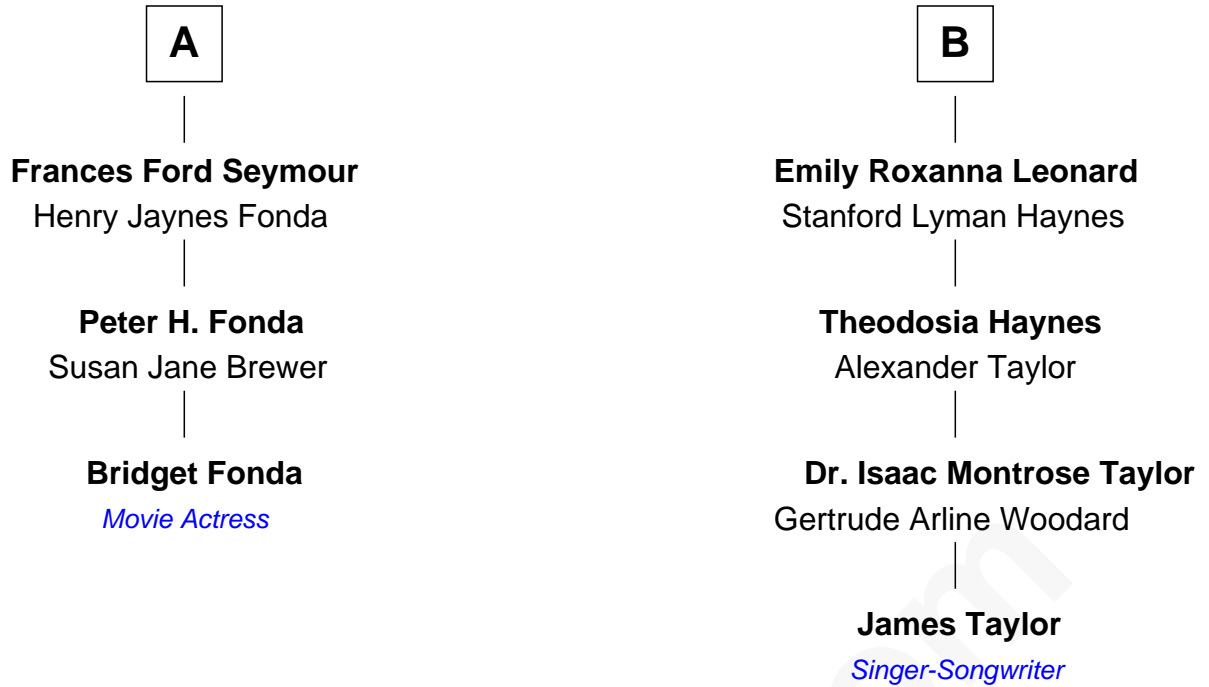 A
Frances Ford Seymour
Henry Jaynes Fonda
Peter H. Fonda
Susan Jane Brewer
Bridget Fonda
Movie Actress
B
Emily Roxanna Leonard
Stanford Lyman Haynes
Theodosia Haynes
Alexander Taylor
Dr. Isaac Montrose Taylor
Gertrude Arline Woodard
James Taylor
Singer-Songwriter